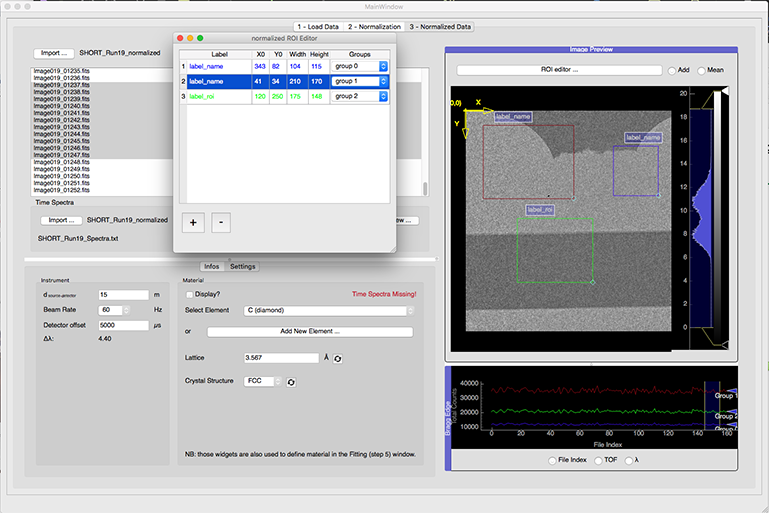 MainWindow
1 - Load Data 2 - Normalization 3 - Normalized Data
Import ... SHORT_Run19_normalized
Image019_01235.fits
Image019_01236.fits
Image019_01237.fits
Image019_01238.fits
Image019_01239.fits
Image019_01240.fits
Image019_01241.fits
Image019_01242.fits
Image019_01243.fits
Image019_01244.fits
Image019_01245.fits
Image019_01246.fits
Image019_01247.fits
Image019_01248.fits
Image019_01249.fits
Image019_01250.fits
Image019_01251.fits
Image019_01252.fits
Time Spectra
Import ... SHORT_Run19_normalized
SHORT_Run_19_Spectra.txt
normalized ROI Editor
Label X0 Y0 Width Height Groups
1 label_name 343 82 104 115 group 0
2 label_name 41 34 210 170 group 1
3 label_roi 120 250 175 148 group 2
+ -
Infos Settings
Instrument
d source-detector 15 m
Beam Rate 60 Hz
Detector offset 5000 µs
Δλ: 4.40
Material
Display? Time Spectra Missing!
Select Element C (diamond)
or Add New Element ...
Lattice 3.567 Å
Crystal Structure FCC
NB: those widgets are also used to define material in the Fitting (step 5) window.
Image Preview
ROI editor ... Add Mean
X
Y
label_name
label_name
label_roi
20
18
16
14
12
10
8
6
4
2
0
Bragg Edge
Total Counts
40000
30000
20000
10000
Group 1
Group 2
0 20 40 60 80 100 120 140 160
File Index
File Index TOF λ